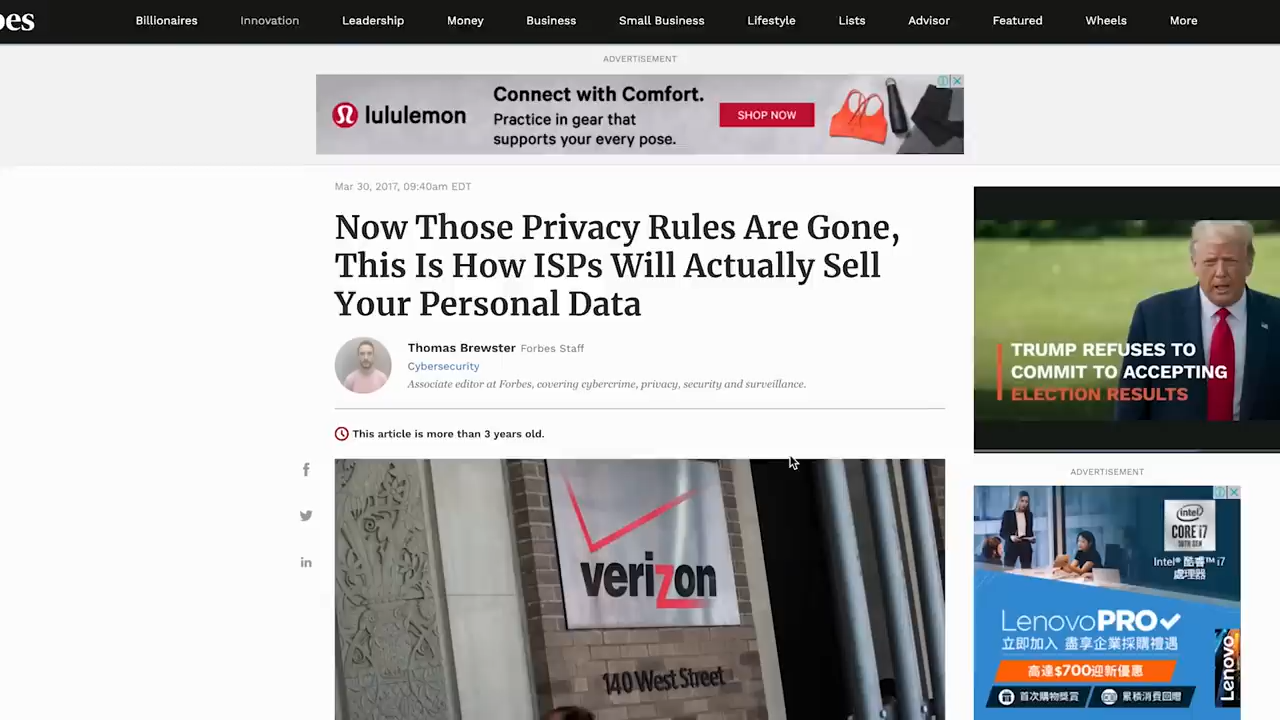 es
Billionaires
Innovation
Leadership
Money
Business
Small Business
Lifestyle
Lists
Advisor
Featured
Wheels
More
ADVERTISEMENT
lululemon
Connect with Comfort.
Practice in gear that
supports your every pose.
SHOP NOW
Mar 30, 2017, 09:40am EDT
Now Those Privacy Rules Are Gone,
This Is How ISPs Will Actually Sell
Your Personal Data
Thomas Brewster Forbes Staff
Cybersecurity
Associate editor at Forbes, covering cybercrime, privacy, security and surveillance.
This article is more than 3 years old.
verizon
140 West Street
TRUMP REFUSES TO
COMMIT TO ACCEPTING
ELECTION RESULTS
ADVERTISEMENT
intel
CORE i7
10TH GEN
Intel® 酷睿™ i7
處理器
LenovoPRO
立即加入 盡享企業採購禮遇
高達$700迎新優惠
首次購物獎賞
累積消費回贈
Lenovo